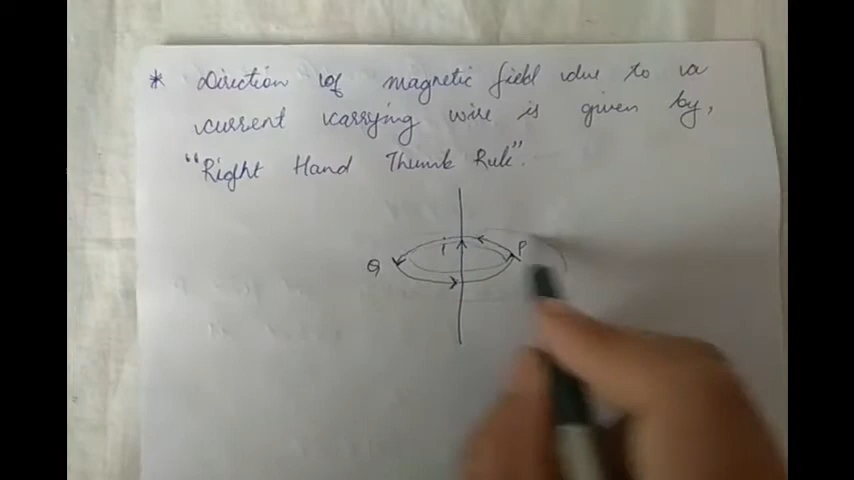 * Direction of magnetic field due to a
current carrying wire is given by,
"Right Hand Thumb Rule".
i P
Q